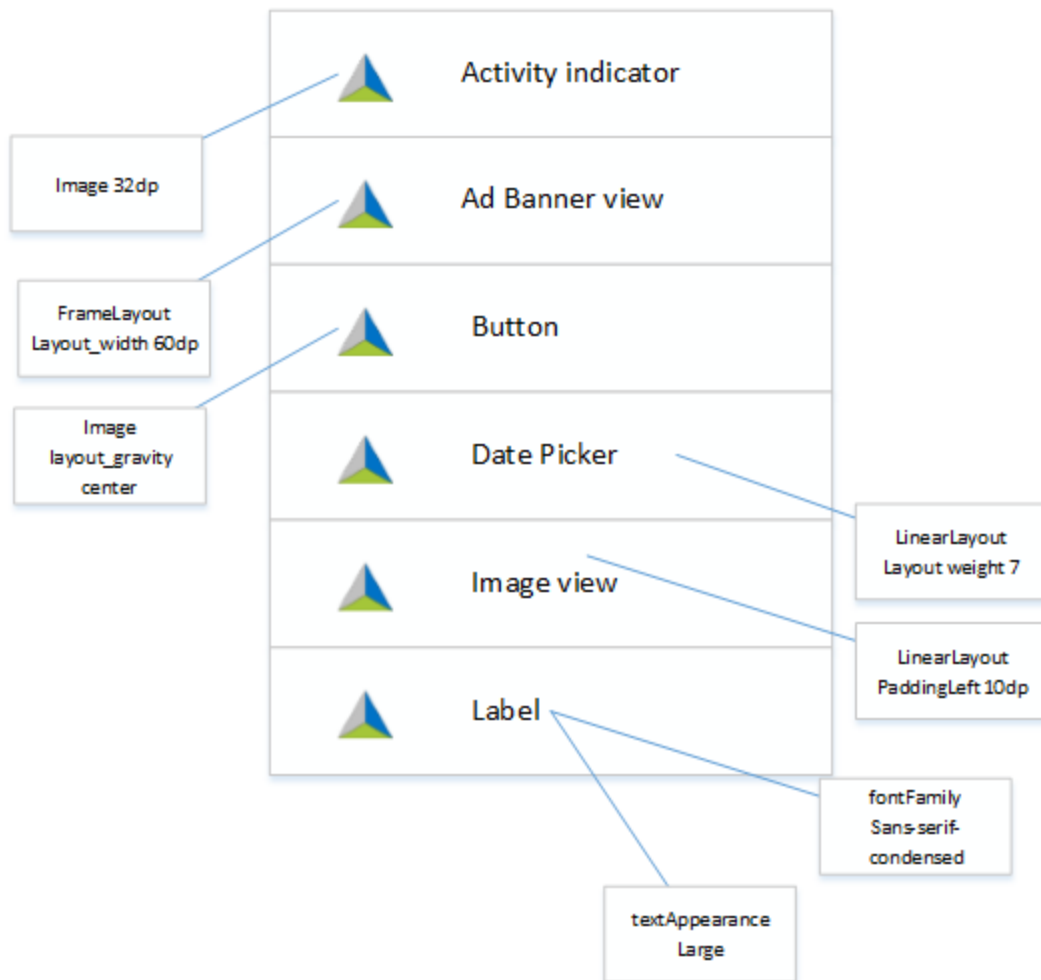 Activity indicator
Image 32dp
Ad Banner view
FrameLayout
Layout_width 60dp
Button
Image
layout_gravity
center
Date Picker
LinearLayout
Layout weight 7
Image view
LinearLayout
PaddingLeft 10dp
Label
fontFamily
Sans-serif-
condensed
textAppearance
Large